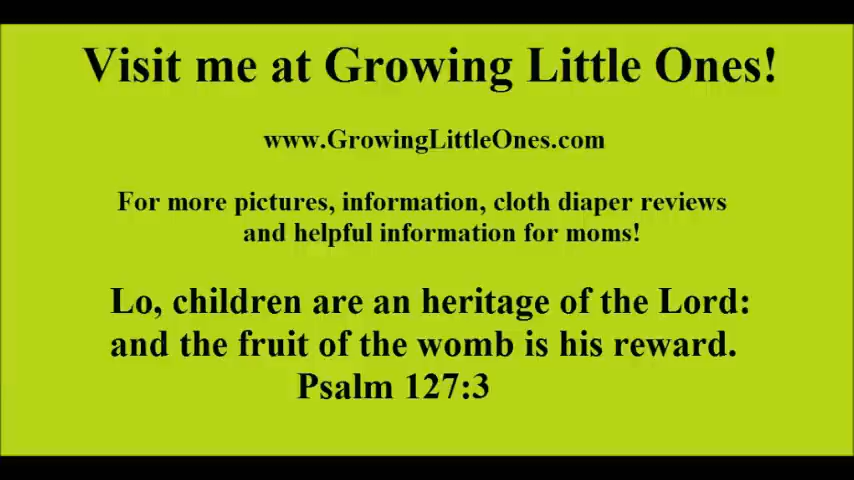 Visit me at Growing Little Ones!
www.GrowingLittleOnes.com
For more pictures, information, cloth diaper reviews
and helpful information for moms!
Lo, children are an heritage of the Lord:
and the fruit of the womb is his reward.
Psalm 127:3